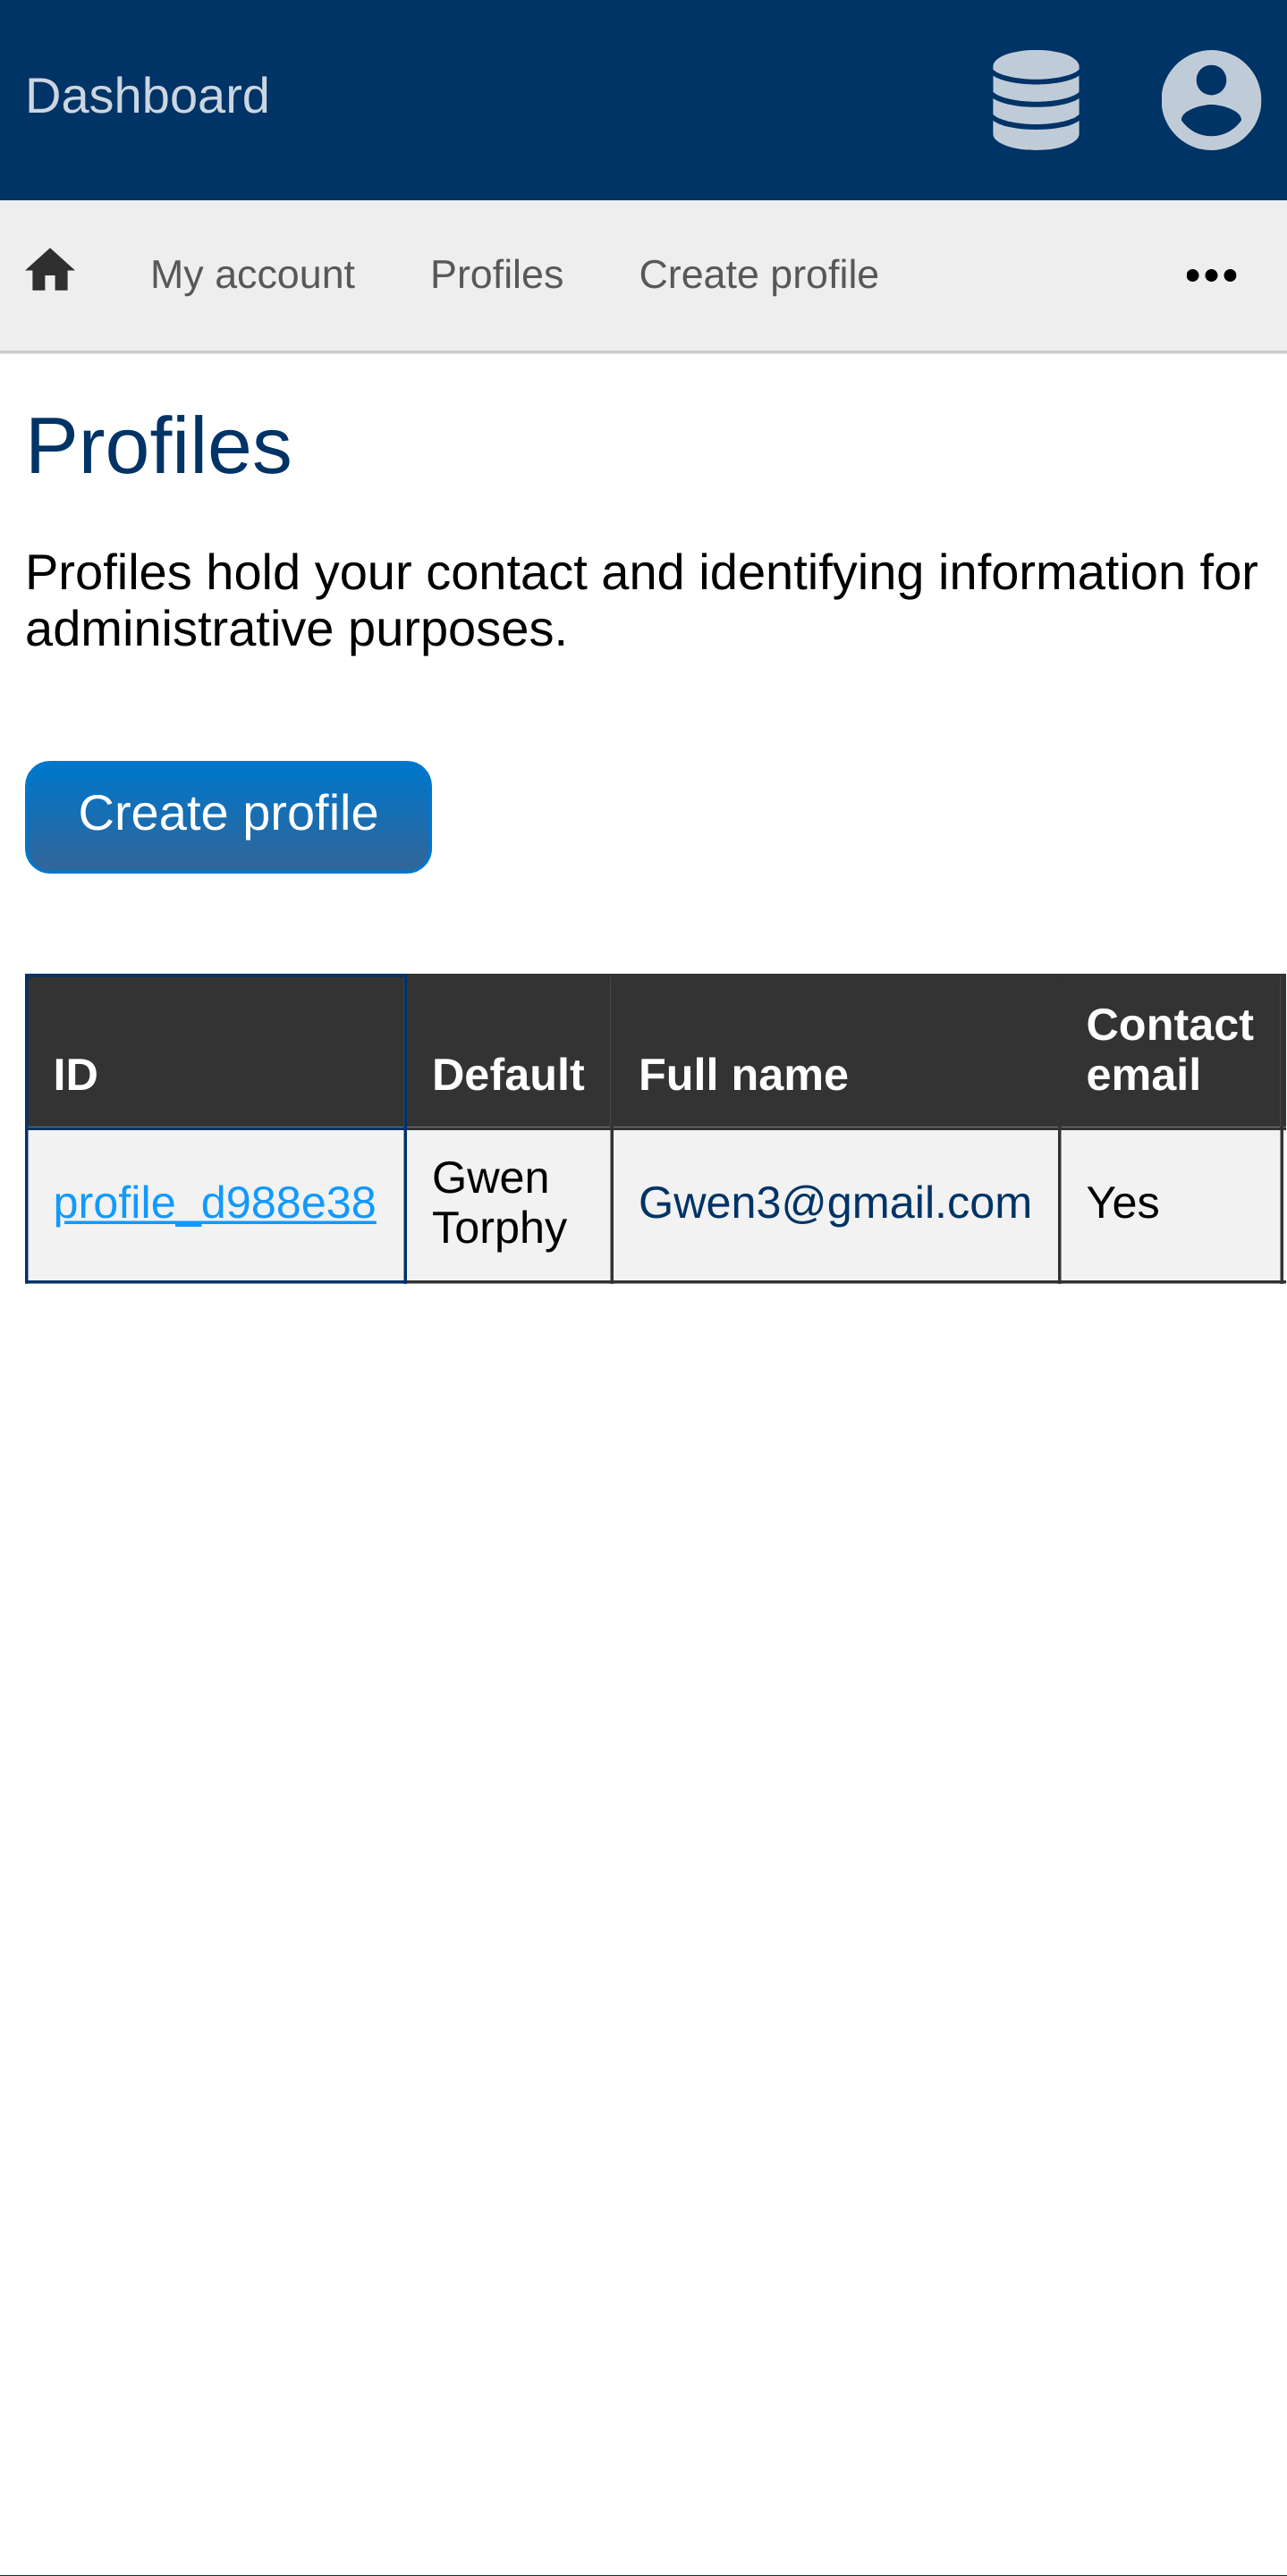 Dashboard
My account Profiles Create profile
Profiles
Profiles hold your contact and identifying information for
administrative purposes.
Create profile
ID Default Full name Contact email
profile_d988e38 Gwen Torphy Gwen3@gmail.com Yes